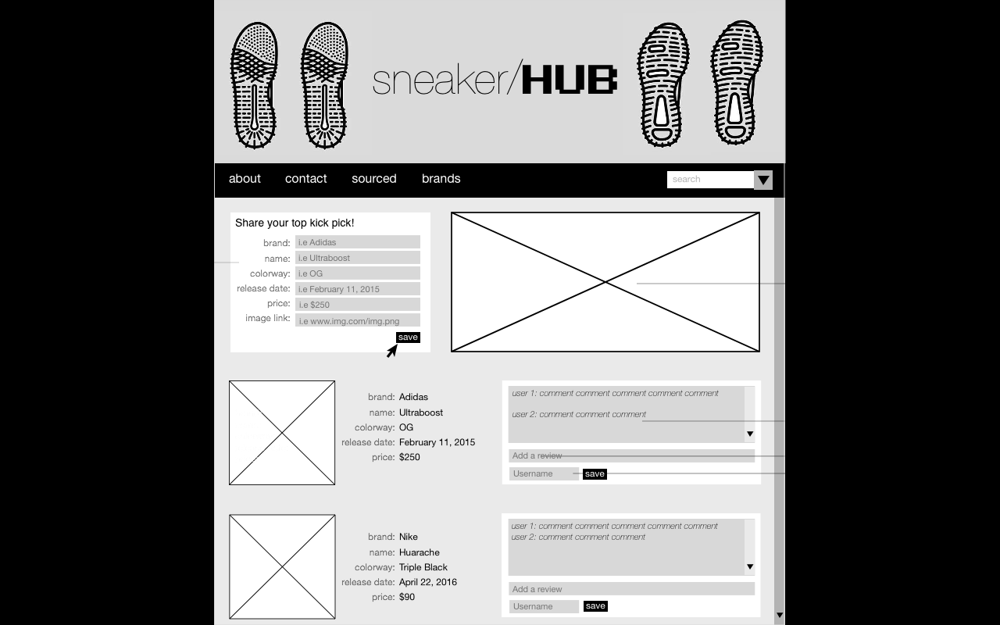 sneaker/HUB
about contact sourced brands search
Share your top kick pick!
brand: i.e Adidas
name: i.e Ultraboost
colorway: i.e OG
release date: i.e February 11, 2015
price: i.e $250
image link: i.e www.img.com/img.png
save
brand: Adidas
name: Ultraboost
colorway: OG
release date: February 11, 2015
price: $250
user 1: comment comment comment comment comment
user 2: comment comment comment
Add a review
Username save
brand: Nike
name: Huarache
colorway: Triple Black
release date: April 22, 2016
price: $90
user 1: comment comment comment comment comment
user 2: comment comment comment
Add a review
Username save